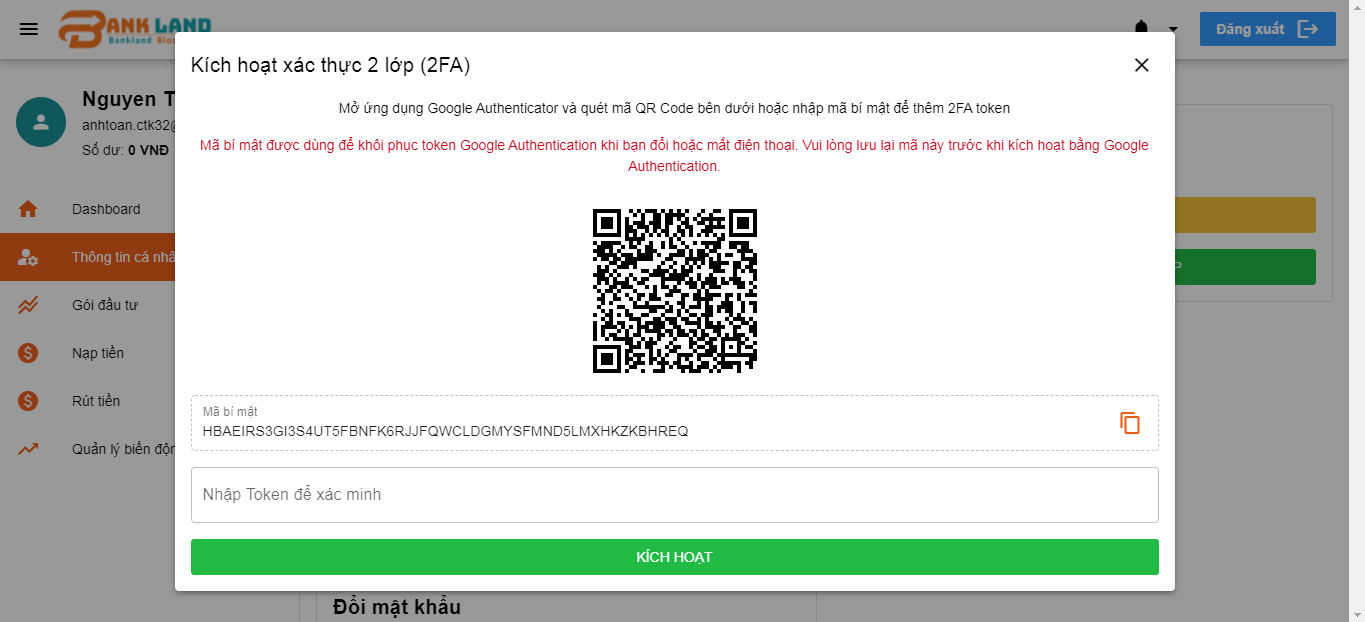 BANK LAND
Bankland
Đăng xuất
Kích hoạt xác thực 2 lớp (2FA)
Nguyen T
anhtoan.ctk32@
Số dư: 0 VNĐ
Mở ứng dụng Google Authenticator và quét mã QR Code bên dưới hoặc nhập mã bí mật để thêm 2FA token
Mã bí mật được dùng để khôi phục token Google Authentication khi bạn đổi hoặc mất điện thoại. Vui lòng lưu lại mã này trước khi kích hoạt bằng Google
Authentication.
Dashboard
Thông tin cá nhâ
Gói đầu tư
Nạp tiền
Rút tiền
Quản lý biến độn
Mã bí mật
HBAEIRS3GI3S4UT5FBNFK6RJJFQWCLDGMYSFMND5LMXHKZKBHREQ
Nhập Token để xác minh
KÍCH HOẠT
Đổi mật khẩu